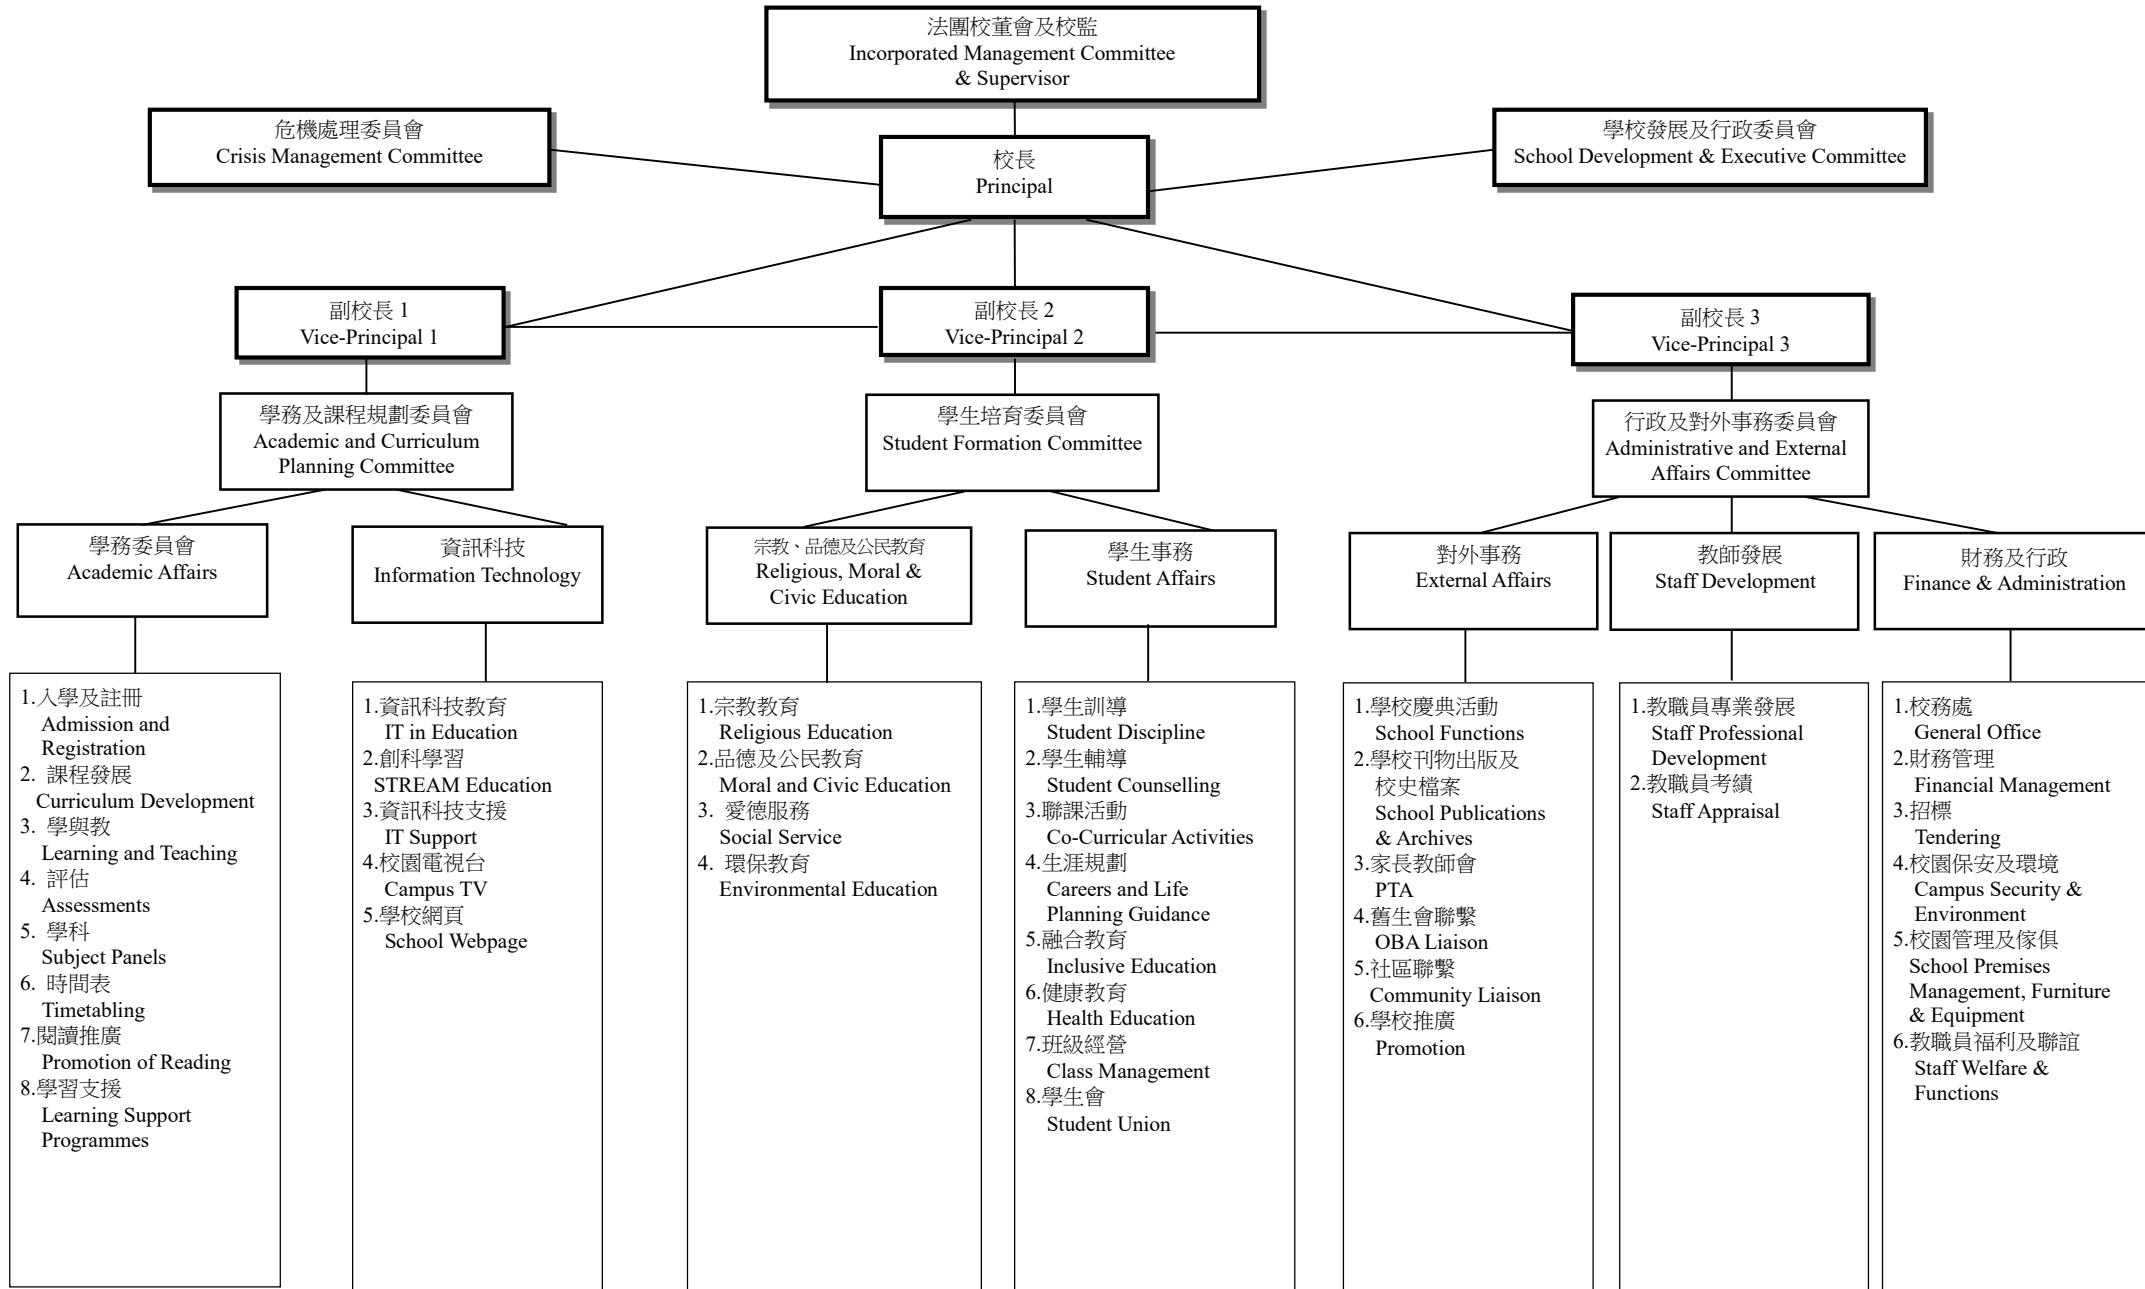 法團校董會及校監
Incorporated Management Committee
& Supervisor
危機處理委員會
Crisis Management Committee
學校發展及行政委員會
School Development & Executive Committee
校長
Principal
副校長 1
Vice-Principal 1
副校長 2
Vice-Principal 2
副校長 3
Vice-Principal 3
學務及課程規劃委員會
Academic and Curriculum
Planning Committee
學生培育委員會
Student Formation Committee
行政及對外事務委員會
Administrative and External
Affairs Committee
學務委員會
Academic Affairs
資訊科技
Information Technology
宗教、品德及公民教育
Religious, Moral &
Civic Education
學生事務
Student Affairs
對外事務
External Affairs
教師發展
Staff Development
財務及行政
Finance & Administration
1.入學及註冊
Admission and
Registration
2. 課程發展
Curriculum Development
3. 學與教
Learning and Teaching
4. 評估
Assessments
5. 學科
Subject Panels
6. 時間表
Timetabling
7.閱讀推廣
Promotion of Reading
8.學習支援
Learning Support
Programmes
1.資訊科技教育
IT in Education
2.創科學習
STREAM Education
3.資訊科技支援
IT Support
4.校園電視台
Campus TV
5.學校網頁
School Webpage
1.宗教教育
Religious Education
2.品德及公民教育
Moral and Civic Education
3. 愛德服務
Social Service
4. 環保教育
Environmental Education
1.學生訓導
Student Discipline
2.學生輔導
Student Counselling
3.聯課活動
Co-Curricular Activities
4.生涯規劃
Careers and Life
Planning Guidance
5.融合教育
Inclusive Education
6.健康教育
Health Education
7.班級經營
Class Management
8.學生會
Student Union
1.學校慶典活動
School Functions
2.學校刊物出版及
校史檔案
School Publications
& Archives
3.家長教師會
PTA
4.舊生會聯繫
OBA Liaison
5.社區聯繫
Community Liaison
6.學校推廣
Promotion
1.教職員專業發展
Staff Professional
Development
2.教職員考績
Staff Appraisal
1.校務處
General Office
2.財務管理
Financial Management
3.招標
Tendering
4.校園保安及環境
Campus Security &
Environment
5.校園管理及傢俱
School Premises
Management, Furniture
& Equipment
6.教職員福利及聯誼
Staff Welfare &
Functions